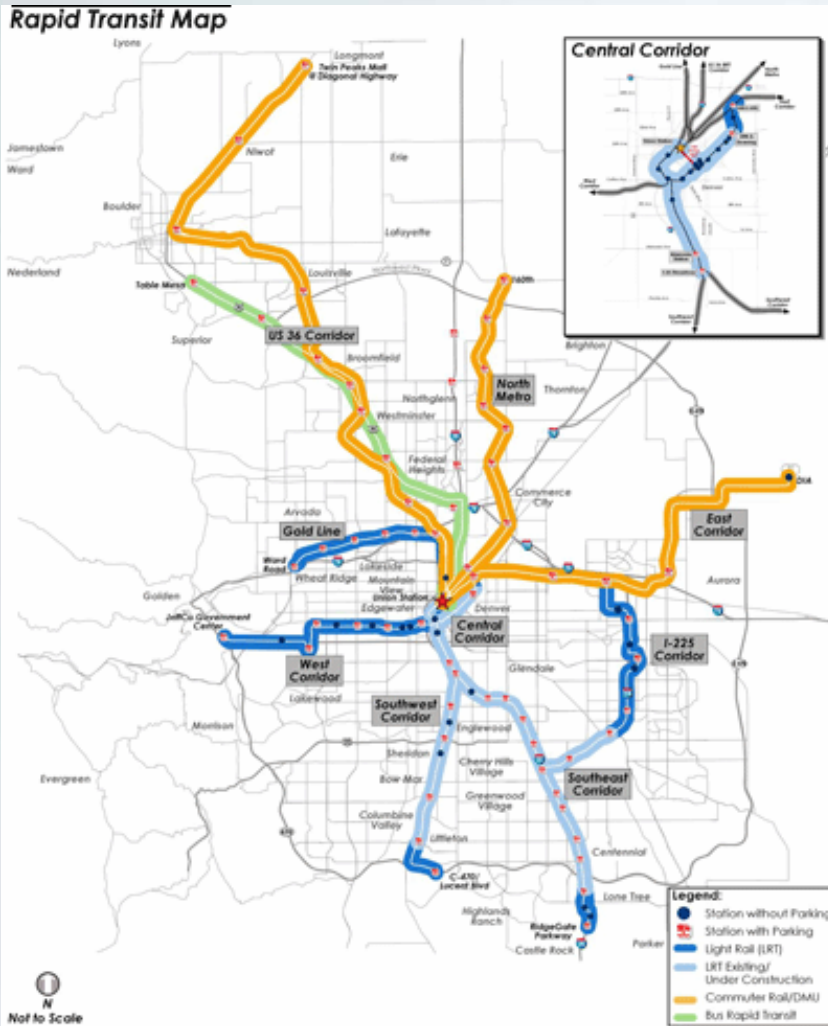 Rapid Transit Map
Lyons
Longmont
Twin Peaks Mall
@ Diagonal Highway
Central Corridor
Jamestown
Ward
Niwot
Erie
Boulder
Lafayette
Nederland
Louisville
Table Mesa
160th
Superior
US 36 Corridor
Broomfield
Brighton
North
Metro
Thornton
Northglenn
Westminster
Federal
Heights
Commerce
City
DIA
East
Corridor
Arvada
Gold Line
Ward
Road
Wheat Ridge
Lakeside
Mountain
View
Aurora
Golden
Union Station
Edgewater
Denver
Jeffco Government
Center
Central
Corridor
I-225
Corridor
West
Corridor
Glendale
Lakewood
Southwest
Corridor
Morrison
Englewood
Sheridan
Cherry Hills
Village
Evergreen
Bow Mar
Southeast
Corridor
Greenwood
Village
Columbine
Valley
Littleton
Centennial
C-470/
Lucent Blvd
Lone Tree
Highlands
Ranch
RidgeGate
Parkway
Castle Rock
Parker
Legend:
Station without Parking
Station with Parking
Light Rail (LRT)
LRT Existing/
Under Construction
Commuter Rail/DMU
Bus Rapid Transit
N
Not to Scale